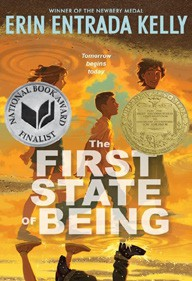 WINNER OF THE NEWBERY MEDAL
ERIN ENTRADA KELLY
Tomorrow
begins
today
NATIONAL BOOK AWARD
FINALIST
The
FIRST
STATE
OF BEING